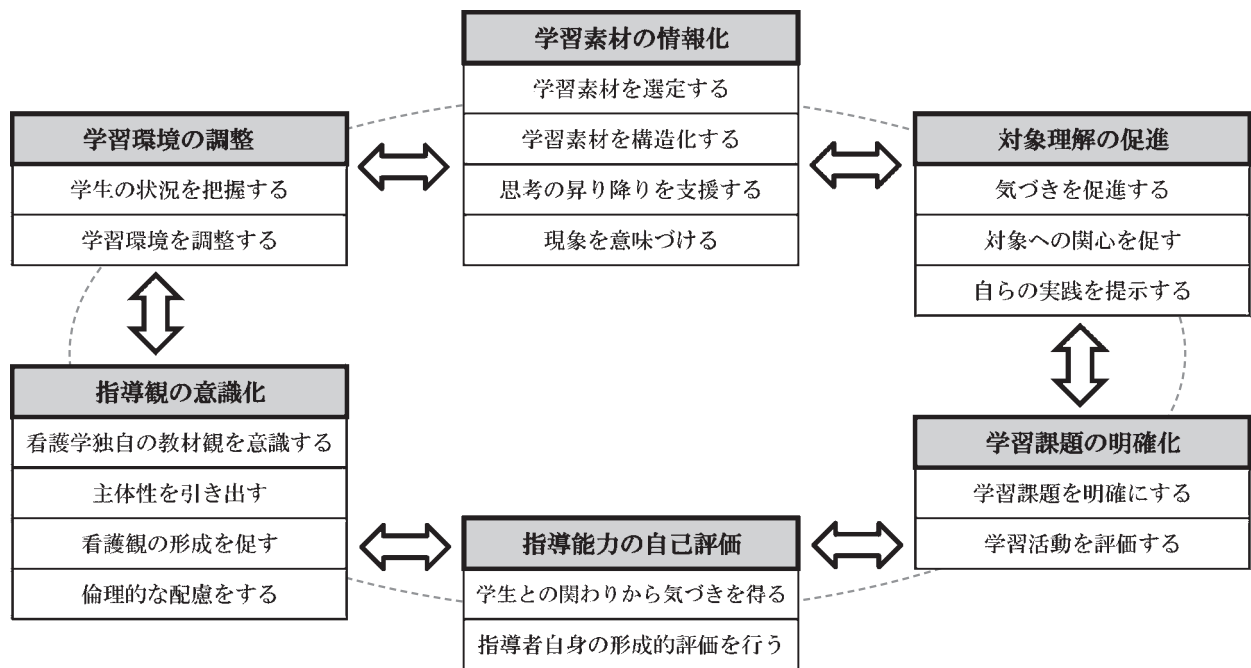 学習素材の情報化
学習素材を選定する
学習素材を構造化する
思考の昇り降りを支援する
現象を意味づける
学習環境の調整
学生の状況を把握する
学習環境を調整する
対象理解の促進
気づきを促進する
対象への関心を促す
自らの実践を提示する
指導観の意識化
看護学独自の教材観を意識する
主体性を引き出す
看護観の形成を促す
倫理的な配慮をする
学習課題の明確化
学習課題を明確にする
学習活動を評価する
指導能力の自己評価
学生との関わりから気づきを得る
指導者自身の形成的評価を行う